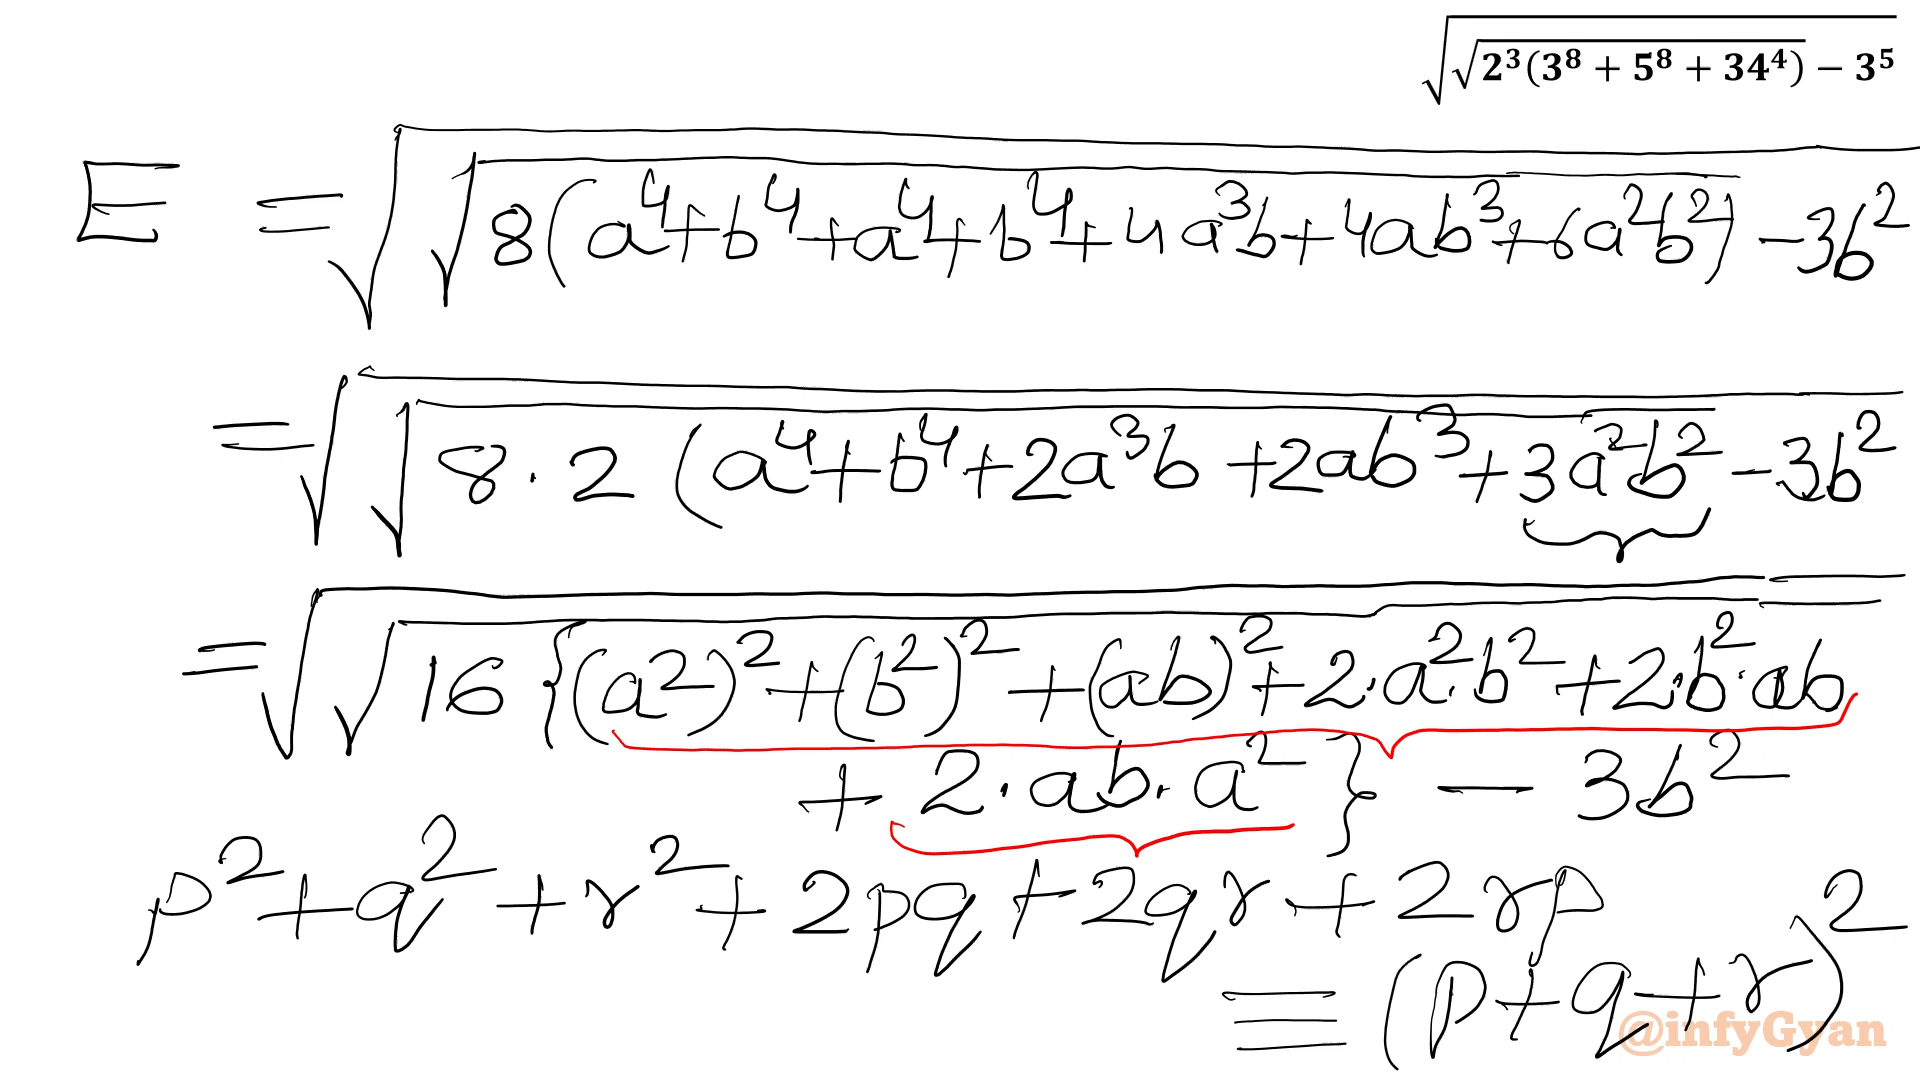 √(√(2³(3⁸ + 5⁸ + 34⁴)) − 3⁵)
E = √(√(8(a⁴+b⁴+a⁴+b⁴+4a³b+4ab³+6a²b²)) −3b²
= √(√(8·2 (a⁴+b⁴+2a³b+2ab³+3a²b² −3b²
= √(√(16{(a²)²+(b²)²+(ab)²+2·a²·b²+2·b²·ab
+ 2·ab·a²} − 3b²
p²+q²+r²+2pq+2qr+2rp
≡ (p+q+r)²
@infyGyan